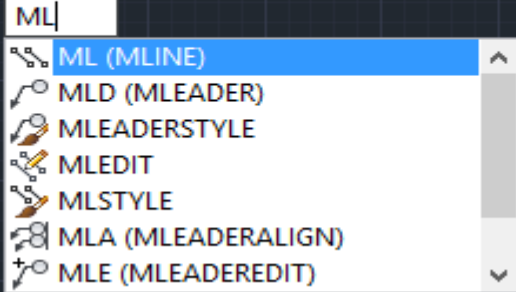 ML
ML (MLINE)
MLD (MLEADER)
MLEADERSTYLE
MLEDIT
MLSTYLE
MLA (MLEADERALIGN)
MLE (MLEADEREDIT)